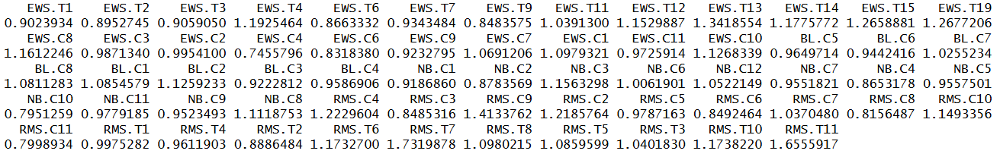 EWS.T1 EWS.T2 EWS.T3 EWS.T4 EWS.T6 EWS.T7 EWS.T9 EWS.T11 EWS.T12 EWS.T13 EWS.T14 EWS.T15 EWS.T19
0.9023934 0.8952745 0.9059050 1.1925464 0.8663332 0.9343484 0.8483575 1.0391300 1.1529887 1.3418554 1.1775772 1.2658881 1.2677206
EWS.C8 EWS.C3 EWS.C2 EWS.C4 EWS.C6 EWS.C9 EWS.C7 EWS.C1 EWS.C11 EWS.C10 BL.C5 BL.C6 BL.C7
1.1612246 0.9871340 0.9954100 0.7455796 0.8318380 0.9232795 1.0691206 1.0979321 0.9725914 1.1268339 0.9649714 0.9442416 1.0255234
BL.C8 BL.C1 BL.C2 BL.C3 BL.C4 NB.C1 NB.C2 NB.C3 NB.C6 NB.C12 NB.C7 NB.C4 NB.C5
1.0811283 1.0854579 1.1259233 0.9222812 0.9586906 0.9186860 0.8783569 1.1563298 1.0061901 1.0522149 0.9551821 0.8653178 0.9557501
NB.C10 NB.C11 NB.C9 NB.C8 RMS.C4 RMS.C3 RMS.C9 RMS.C2 RMS.C5 RMS.C6 RMS.C7 RMS.C8 RMS.C10
0.7951259 0.9779185 0.9523493 1.1118753 1.2229604 0.8485316 1.4133762 1.2185764 0.9787163 0.8492464 1.0370480 0.8156487 1.1493356
RMS.C11 RMS.T1 RMS.T4 RMS.T2 RMS.T6 RMS.T7 RMS.T8 RMS.T5 RMS.T3 RMS.T10 RMS.T11
0.7998934 0.9975282 0.9611903 0.8886484 1.1732700 1.7319878 1.0980215 1.0859599 1.0401830 1.1738220 1.6555917